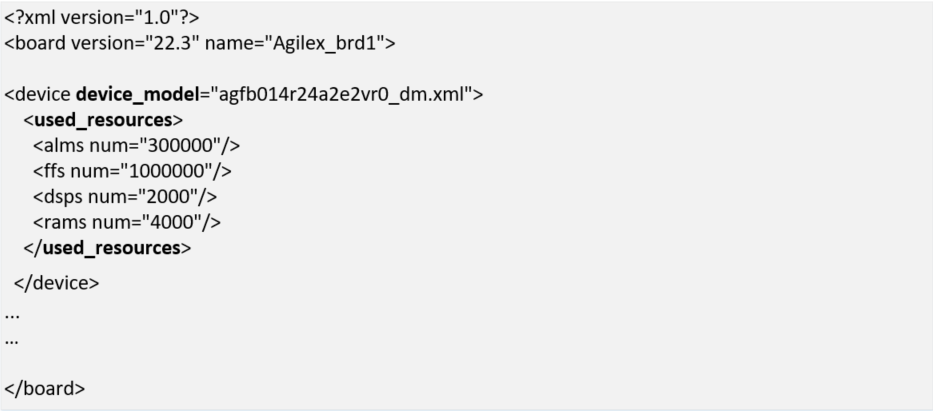 <?xml version="1.0"?>
<board version="22.3" name="Agilex_brd1">
<device device_model="agfb014r24a2e2vr0_dm.xml">
<used_resources>
<alms num="300000"/>
<ffs num="1000000"/>
<dsps num="2000"/>
<rams num="4000"/>
</used_resources>
</device>
...
...
</board>